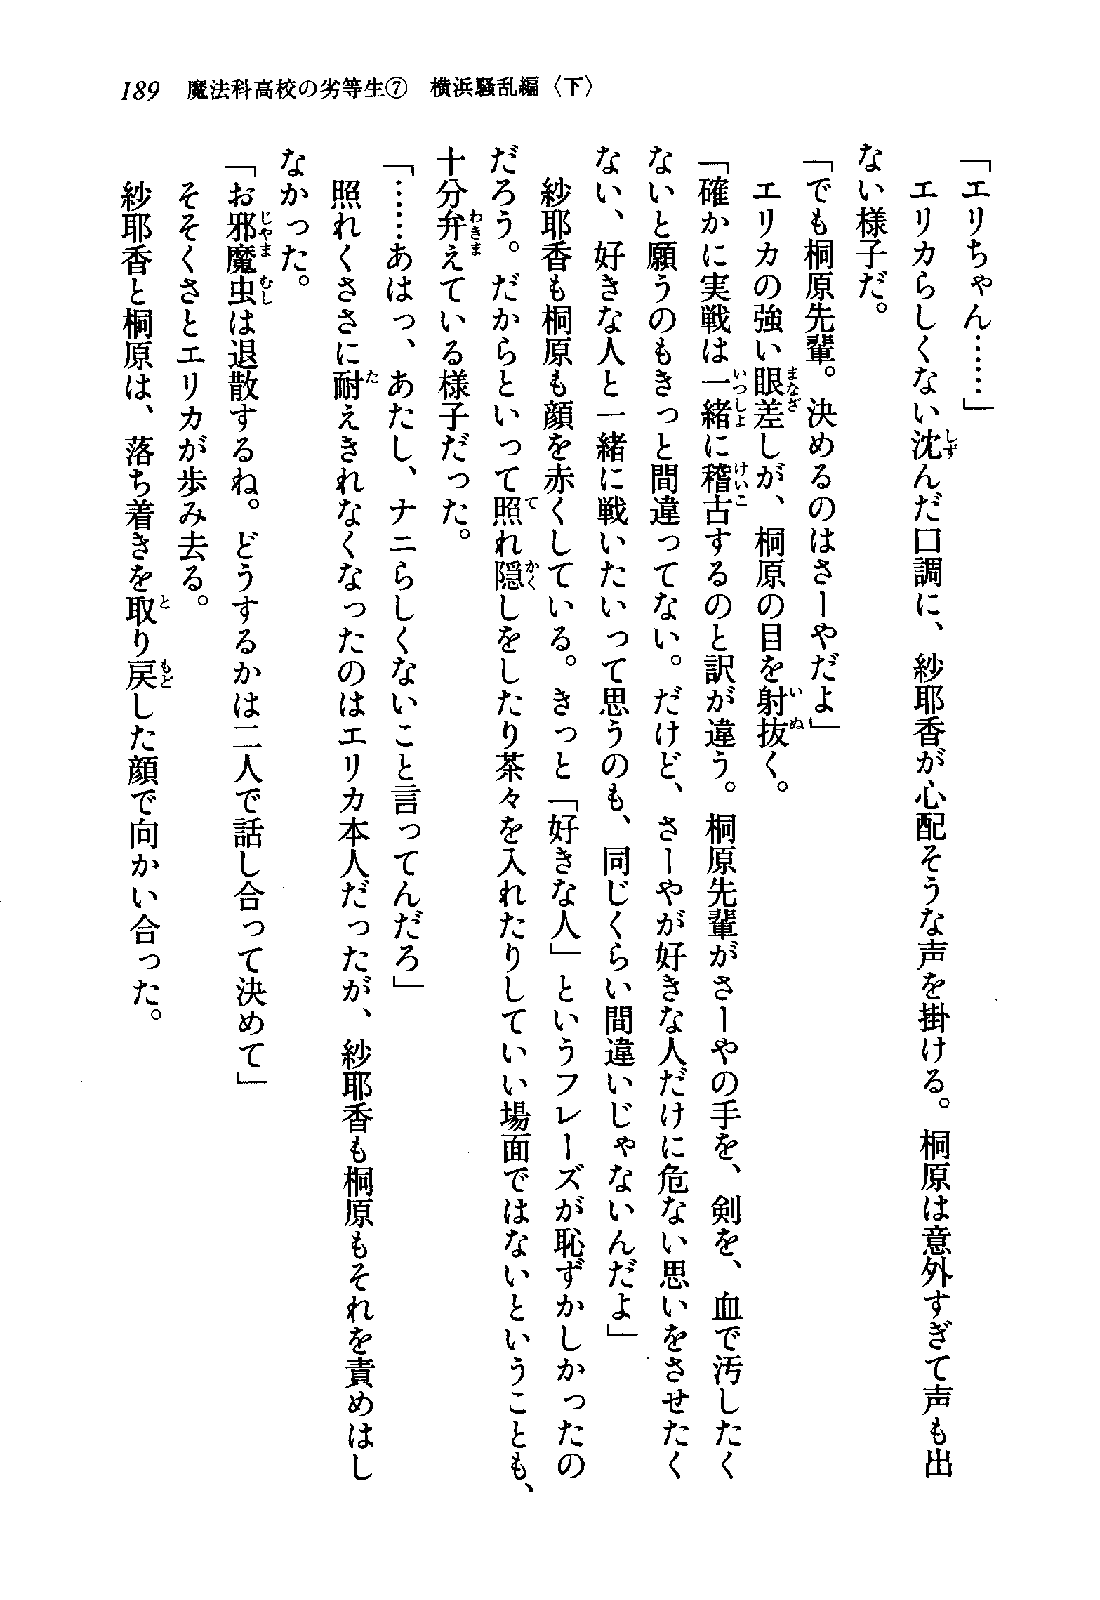 189 魔法科高校の劣等生⑦ 横浜騒乱編〈下〉
「エリちゃん……」
エリカらしくない沈んだ口調に、紗耶香が心配そうな声を掛ける。桐原は意外すぎて声も出
ない様子だ。
「でも桐原先輩。決めるのはさーやだよ」
エリカの強い眼差しが、桐原の目を射抜く。
「確かに実戦は一緒に稽古するのと訳が違う。桐原先輩がさーやの手を、剣を、血で汚したく
ないと願うのもきっと間違ってない。だけど、さーやが好きな人だけに危ない思いをさせたく
ない、好きな人と一緒に戦いたいって思うのも、同じくらい間違いじゃないんだよ」
紗耶香も桐原も顔を赤くしている。きっと「好きな人」というフレーズが恥ずかしかったの
だろう。だからといって照れ隠しをしたり茶々を入れたりしていい場面ではないということも、
十分弁えている様子だった。
「……あはっ、あたし、ナニらしくないこと言ってんだろ」
照れくささに耐えきれなくなったのはエリカ本人だったが、紗耶香も桐原もそれを責めはし
なかった。
「お邪魔虫は退散するね。どうするかは二人で話し合って決めて」
そそくさとエリカが歩み去る。
紗耶香と桐原は、落ち着きを取り戻した顔で向かい合った。